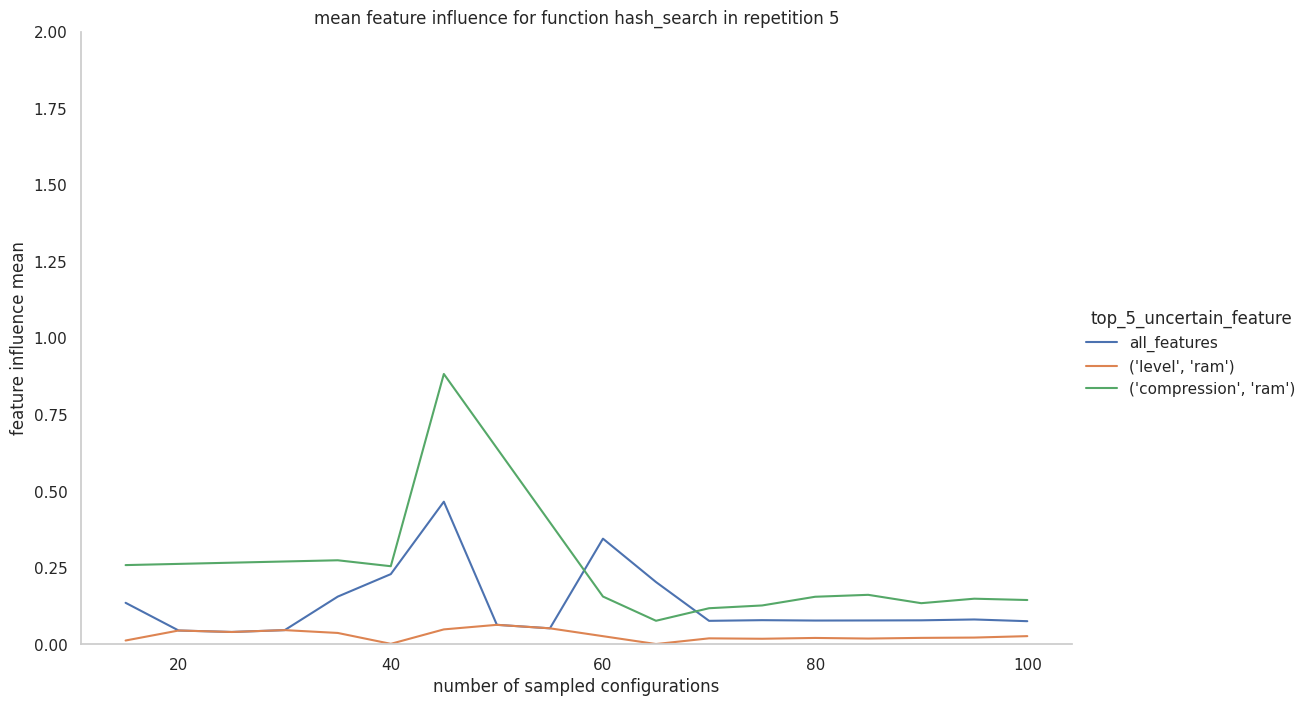 mean feature influence for function hash_search in repetition 5
2.00
1.75
1.50
1.25
1.00
0.75
0.50
0.25
0.00
feature influence mean
20 40 60 80 100
number of sampled configurations
top_5_uncertain_feature
all_features
('level', 'ram')
('compression', 'ram')